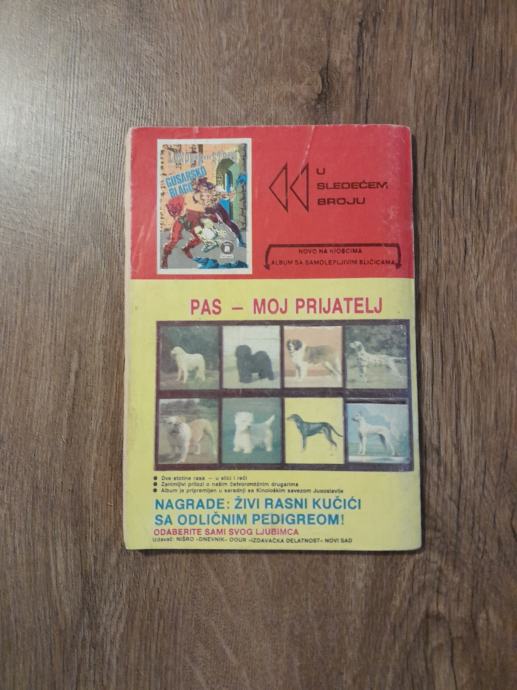 GUSARSKO
BLAGO
U
SLEDEĆEM
BROJU
NOVO NA KIOSCIMA
ALBUM SA SAMOLEPLJIVIM SLIČICAMA
PAS — MOJ PRIJATELJ
● Dve stotine rasa — u slici i reči
● Zanimljivi prilozi o našim četvoronožnim drugarima
● Album je pripremljen u saradnji sa Kinološkim savezom Jugoslavije
NAGRADE: ŽIVI RASNI KUČIĆI
SA ODLIČNIM PEDIGREOM!
ODABERITE SAMI SVOG LJUBIMCA
Izdavač: NIŠRO »DNEVNIK« OOUR »IZDAVAČKA DELATNOST« NOVI SAD